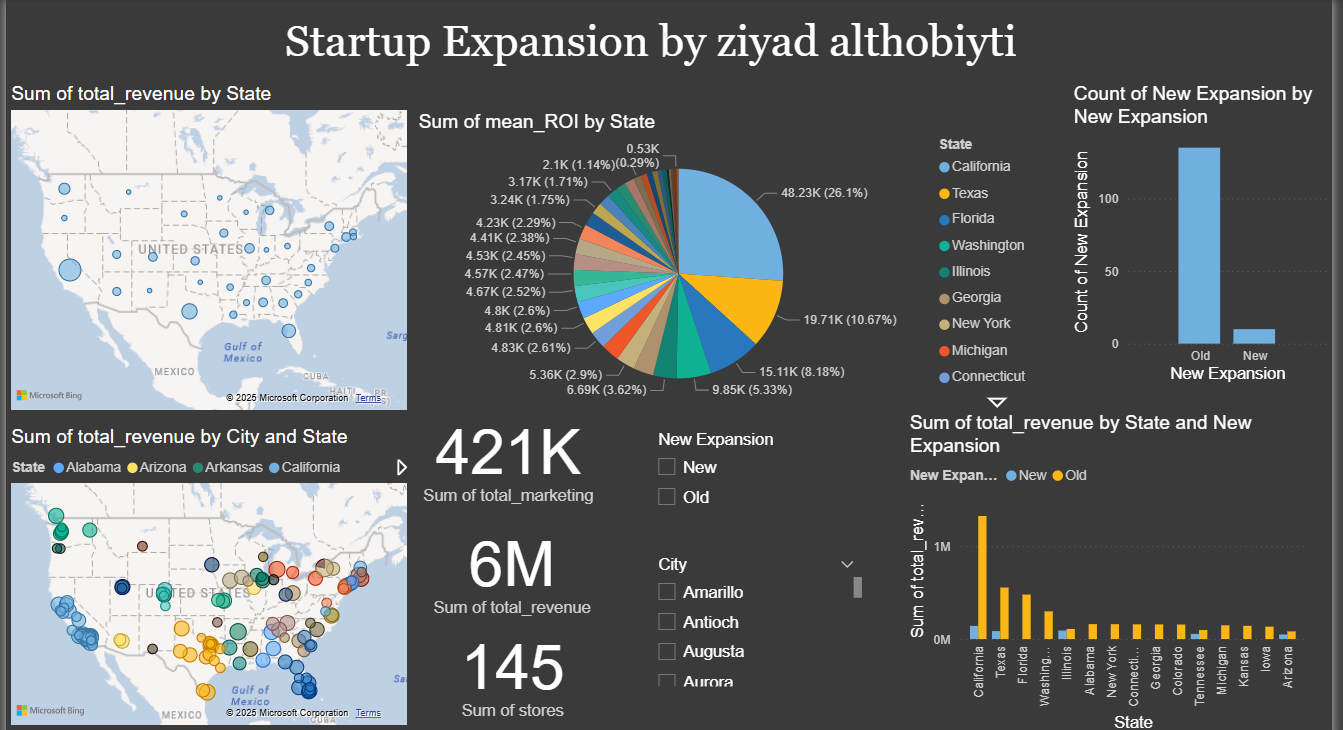 Startup Expansion by ziyad althobiyti
Sum of total_revenue by State
UNITED STATES
Gulf of
Mexico
MEXICO
CUBA
HAITI
PR
Sarg
Microsoft Bing
© 2025 Microsoft Corporation Terms
Sum of mean_ROI by State
0.53K
(0.29%)
2.1K (1.14%)
3.17K (1.71%)
3.24K (1.75%)
4.23K (2.29%)
4.41K (2.38%)
4.53K (2.45%)
4.57K (2.47%)
4.67K (2.52%)
4.8K (2.6%)
4.81K (2.6%)
4.83K (2.61%)
5.36K (2.9%)
6.69K (3.62%)
9.85K (5.33%)
15.11K (8.18%)
19.71K (10.67%)
48.23K (26.1%)
State
California
Texas
Florida
Washington
Illinois
Georgia
New York
Michigan
Connecticut
Count of New Expansion by
New Expansion
Count of New Expansion
100
50
0
Old New
New Expansion
Sum of total_revenue by City and State
State Alabama Arizona Arkansas California
UNITED STATES
Gulf of
Mexico
MEXICO
CUBA
Sa
Microsoft Bing
© 2025 Microsoft Corporation Terms
421K
Sum of total_marketing
6M
Sum of total_revenue
145
Sum of stores
New Expansion
New
Old
City
Amarillo
Antioch
Augusta
Aurora
Sum of total_revenue by State and New
Expansion
New Expan... New Old
Sum of total_rev...
1M
0M
California
Texas
Florida
Washing...
Illinois
Alabama
New York
Connecti...
Georgia
Colorado
Tennessee
Michigan
Kansas
Iowa
Arizona
State